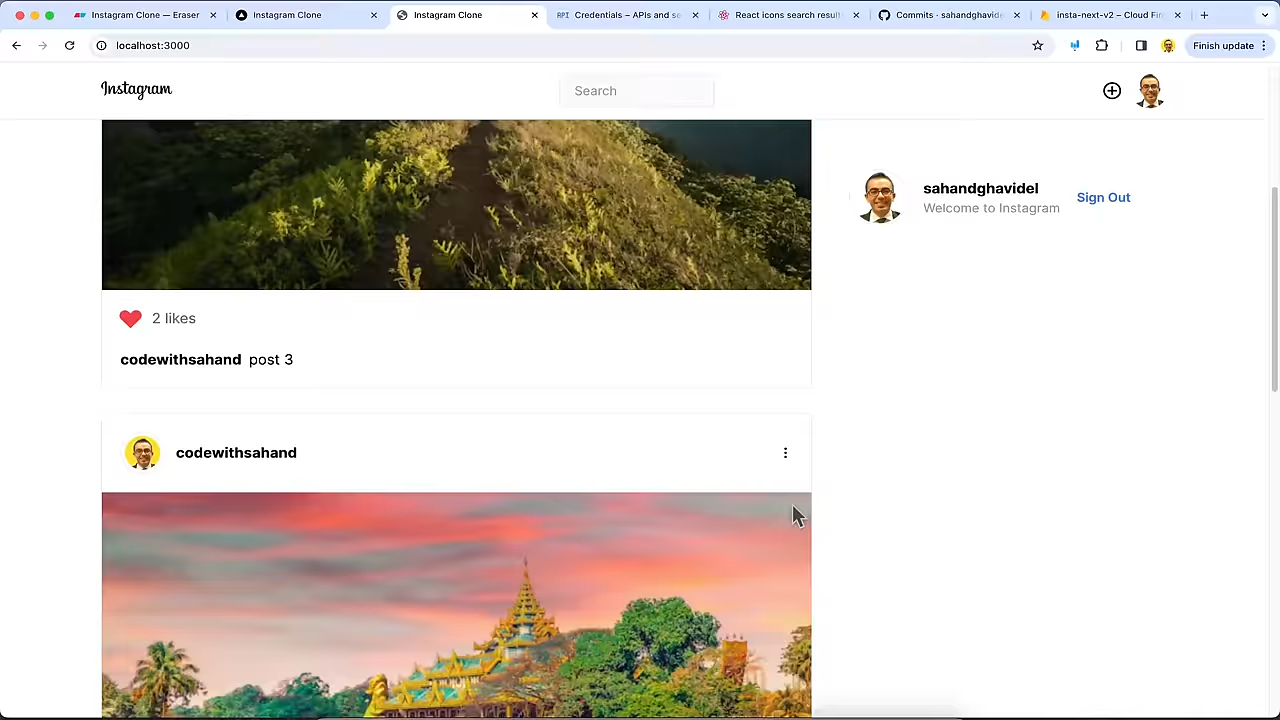 Instagram Clone — Eraser
Instagram Clone
Instagram Clone
RPI Credentials – APIs and se
React icons search result
Commits · sahandghavide
insta-next-v2 – Cloud Fir
localhost:3000
Finish update
Instagram
Search
sahandghavidel
Welcome to Instagram
Sign Out
2 likes
codewithsahand post 3
codewithsahand